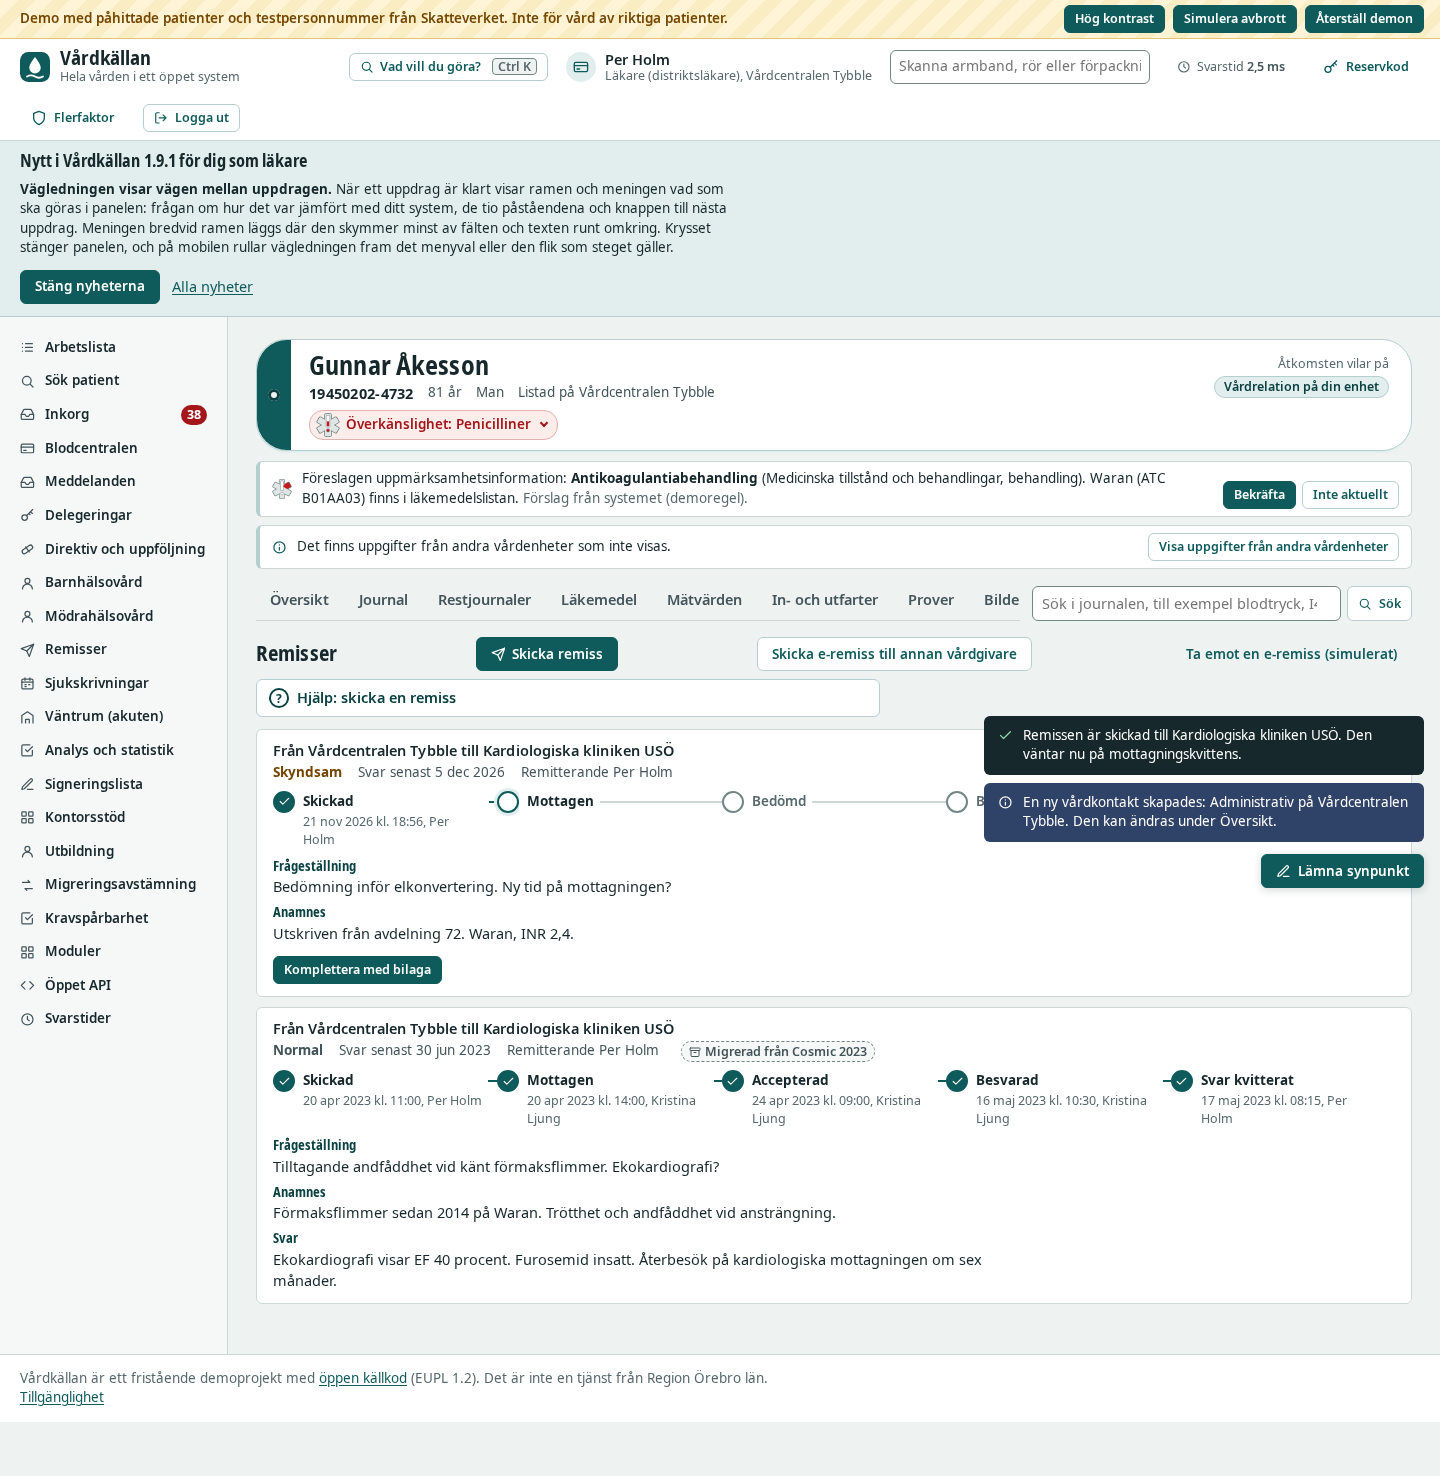 Demo med påhittade patienter och testpersonnummer från Skatteverket. Inte för vård av riktiga patienter.
Hög kontrast
Simulera avbrott
Återställ demon
Vårdkällan
Hela vården i ett öppet system
Vad vill du göra? Ctrl K
Per Holm
Läkare (distriktsläkare), Vårdcentralen Tybble
Skanna armband, rör eller förpackni
Svarstid 2,5 ms
Reservkod
Flerfaktor
Logga ut
Nytt i Vårdkällan 1.9.1 för dig som läkare
Vägledningen visar vägen mellan uppdragen. När ett uppdrag är klart visar ramen och meningen vad som
ska göras i panelen: frågan om hur det var jämfört med ditt system, de tio påståendena och knappen till nästa
uppdrag. Meningen bredvid ramen läggs där den skymmer minst av fälten och texten runt omkring. Krysset
stänger panelen, och på mobilen rullar vägledningen fram det menyval eller den flik som steget gäller.
Stäng nyheterna
Alla nyheter
Arbetslista
Sök patient
Inkorg 38
Blodcentralen
Meddelanden
Delegeringar
Direktiv och uppföljning
Barnhälsovård
Mödrahälsovård
Remisser
Sjukskrivningar
Väntrum (akuten)
Analys och statistik
Signeringslista
Kontorsstöd
Utbildning
Migreringsavstämning
Kravspårbarhet
Moduler
Öppet API
Svarstider
Gunnar Åkesson
19450202-4732 81 år Man Listad på Vårdcentralen Tybble
Överkänslighet: Penicilliner
Åtkomsten vilar på
Vårdrelation på din enhet
Föreslagen uppmärksamhetsinformation: Antikoagulantiabehandling (Medicinska tillstånd och behandlingar, behandling). Waran (ATC
B01AA03) finns i läkemedelslistan. Förslag från systemet (demoregel).
Bekräfta
Inte aktuellt
Det finns uppgifter från andra vårdenheter som inte visas.
Visa uppgifter från andra vårdenheter
Översikt Journal Restjournaler Läkemedel Mätvärden In- och utfarter Prover Bilde
Sök i journalen, till exempel blodtryck, I4
Sök
Remisser
Skicka remiss
Skicka e-remiss till annan vårdgivare
Ta emot en e-remiss (simulerat)
? Hjälp: skicka en remiss
Från Vårdcentralen Tybble till Kardiologiska kliniken USÖ
Skyndsam Svar senast 5 dec 2026 Remitterande Per Holm
Skickad
21 nov 2026 kl. 18:56, Per
Holm
Mottagen
Bedömd
B
Remissen är skickad till Kardiologiska kliniken USÖ. Den
väntar nu på mottagningskvittens.
En ny vårdkontakt skapades: Administrativ på Vårdcentralen
Tybble. Den kan ändras under Översikt.
Lämna synpunkt
Frågeställning
Bedömning inför elkonvertering. Ny tid på mottagningen?
Anamnes
Utskriven från avdelning 72. Waran, INR 2,4.
Komplettera med bilaga
Från Vårdcentralen Tybble till Kardiologiska kliniken USÖ
Normal Svar senast 30 jun 2023 Remitterande Per Holm Migrerad från Cosmic 2023
Skickad
20 apr 2023 kl. 11:00, Per Holm
Mottagen
20 apr 2023 kl. 14:00, Kristina
Ljung
Accepterad
24 apr 2023 kl. 09:00, Kristina
Ljung
Besvarad
16 maj 2023 kl. 10:30, Kristina
Ljung
Svar kvitterat
17 maj 2023 kl. 08:15, Per
Holm
Frågeställning
Tilltagande andfåddhet vid känt förmaksflimmer. Ekokardiografi?
Anamnes
Förmaksflimmer sedan 2014 på Waran. Trötthet och andfåddhet vid ansträngning.
Svar
Ekokardiografi visar EF 40 procent. Furosemid insatt. Återbesök på kardiologiska mottagningen om sex
månader.
Vårdkällan är ett fristående demoprojekt med öppen källkod (EUPL 1.2). Det är inte en tjänst från Region Örebro län.
Tillgänglighet